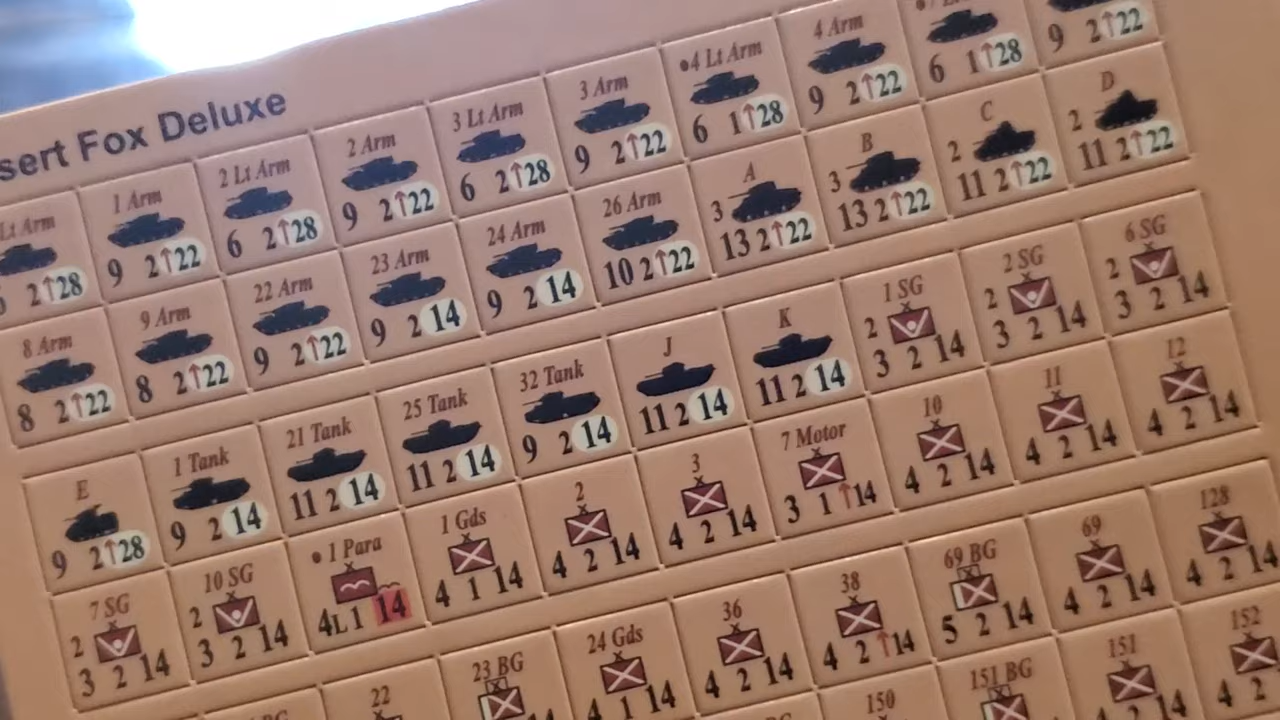 sert Fox Deluxe
Lt Arm
2↑28
1 Arm
9 2↑22
2 Lt Arm
6 2↑28
2 Arm
9 2↑22
3 Lt Arm
6 2↑28
3 Arm
9 2↑22
•4 Lt Arm
6 1↑28
4 Arm
9 2↑22
6 1↑28
9 2↑22
8 Arm
8 2↑22
9 Arm
8 2↑22
22 Arm
9 2↑22
23 Arm
9 2 14
24 Arm
9 2 14
26 Arm
10 2↑22
A
3
13 2↑22
B
3
13 2↑22
C
2
11 2↑22
D
2
11 2↑22
E
9 2↑28
1 Tank
9 2 14
21 Tank
11 2 14
25 Tank
11 2 14
32 Tank
9 2 14
J
11 2 14
K
11 2 14
1 SG
2
3 2 14
2 SG
2
3 2 14
6 SG
2
3 2 14
7 SG
2
3 2 14
10 SG
2
3 2 14
• 1 Para
4L 1 14
1 Gds
4 1 14
2
4 2 14
3
4 2 14
7 Motor
3 1↑14
10
4 2 14
11
4 2 14
12
4 2 14
22
23 BG
24 Gds
4 1 14
36
4 2 14
38
4 2↑14
69 BG
5 2 14
69
4 2 14
128
4 2 14
150
151 BG
151
152
4 2